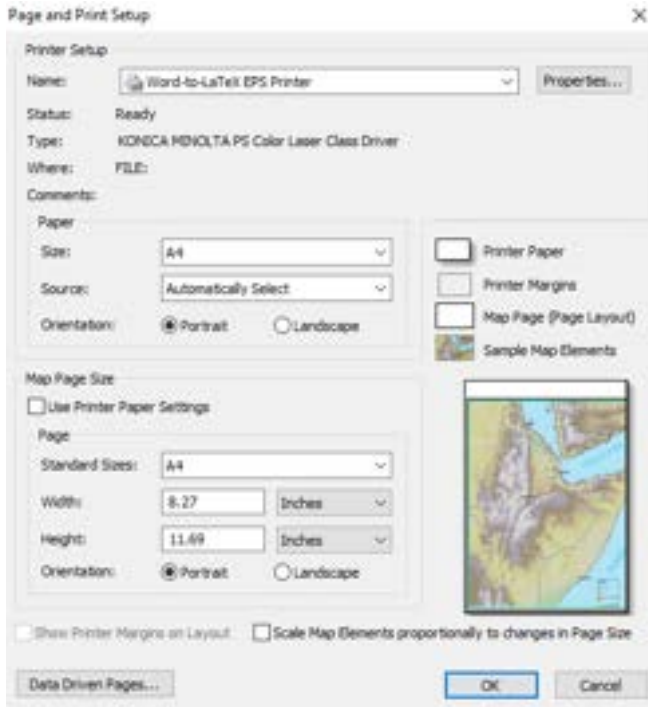 Page and Print Setup
Printer Setup
Name: Word-to-LaTeX EPS Printer Properties...
Status: Ready
Type: KONICA MINOLTA PS Color Laser Class Driver
Where: FILE:
Comments:
Paper
Size: A4
Source: Automatically Select
Orientation: Portrait Landscape
Printer Paper
Printer Margins
Map Page (Page Layout)
Sample Map Elements
Map Page Size
Use Printer Paper Settings
Page
Standard Sizes: A4
Width: 8.27 Inches
Height: 11.69 Inches
Orientation: Portrait Landscape
Show Printer Margins on Layout Scale Map Elements proportionally to changes in Page Size
Data Driven Pages... OK Cancel